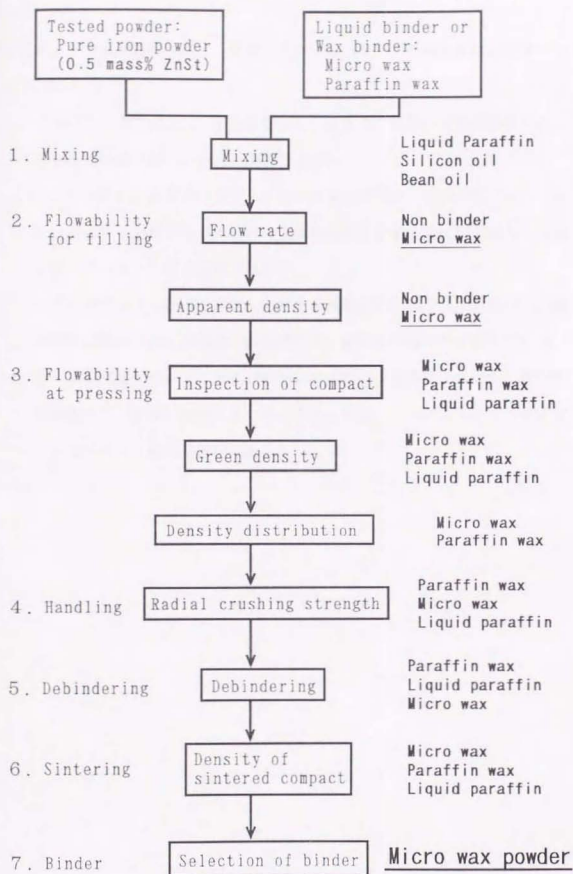 Tested powder:
Pure iron powder
(0.5 mass% ZnSt)
Liquid binder or
Wax binder:
Micro wax
Paraffin wax
1. Mixing
Mixing
Liquid Paraffin
Silicon oil
Bean oil
2. Flowability
for filling
Flow rate
Non binder
Micro wax
Apparent density
Non binder
Micro wax
3. Flowability
at pressing
Inspection of compact
Micro wax
Paraffin wax
Liquid paraffin
Green density
Micro wax
Paraffin wax
Liquid paraffin
Density distribution
Micro wax
Paraffin wax
4. Handling
Radial crushing strength
Paraffin wax
Micro wax
Liquid paraffin
5. Debindering
Debindering
Paraffin wax
Liquid paraffin
Micro wax
6. Sintering
Density of
sintered compact
Micro wax
Paraffin wax
Liquid paraffin
7. Binder
Selection of binder
Micro wax powder